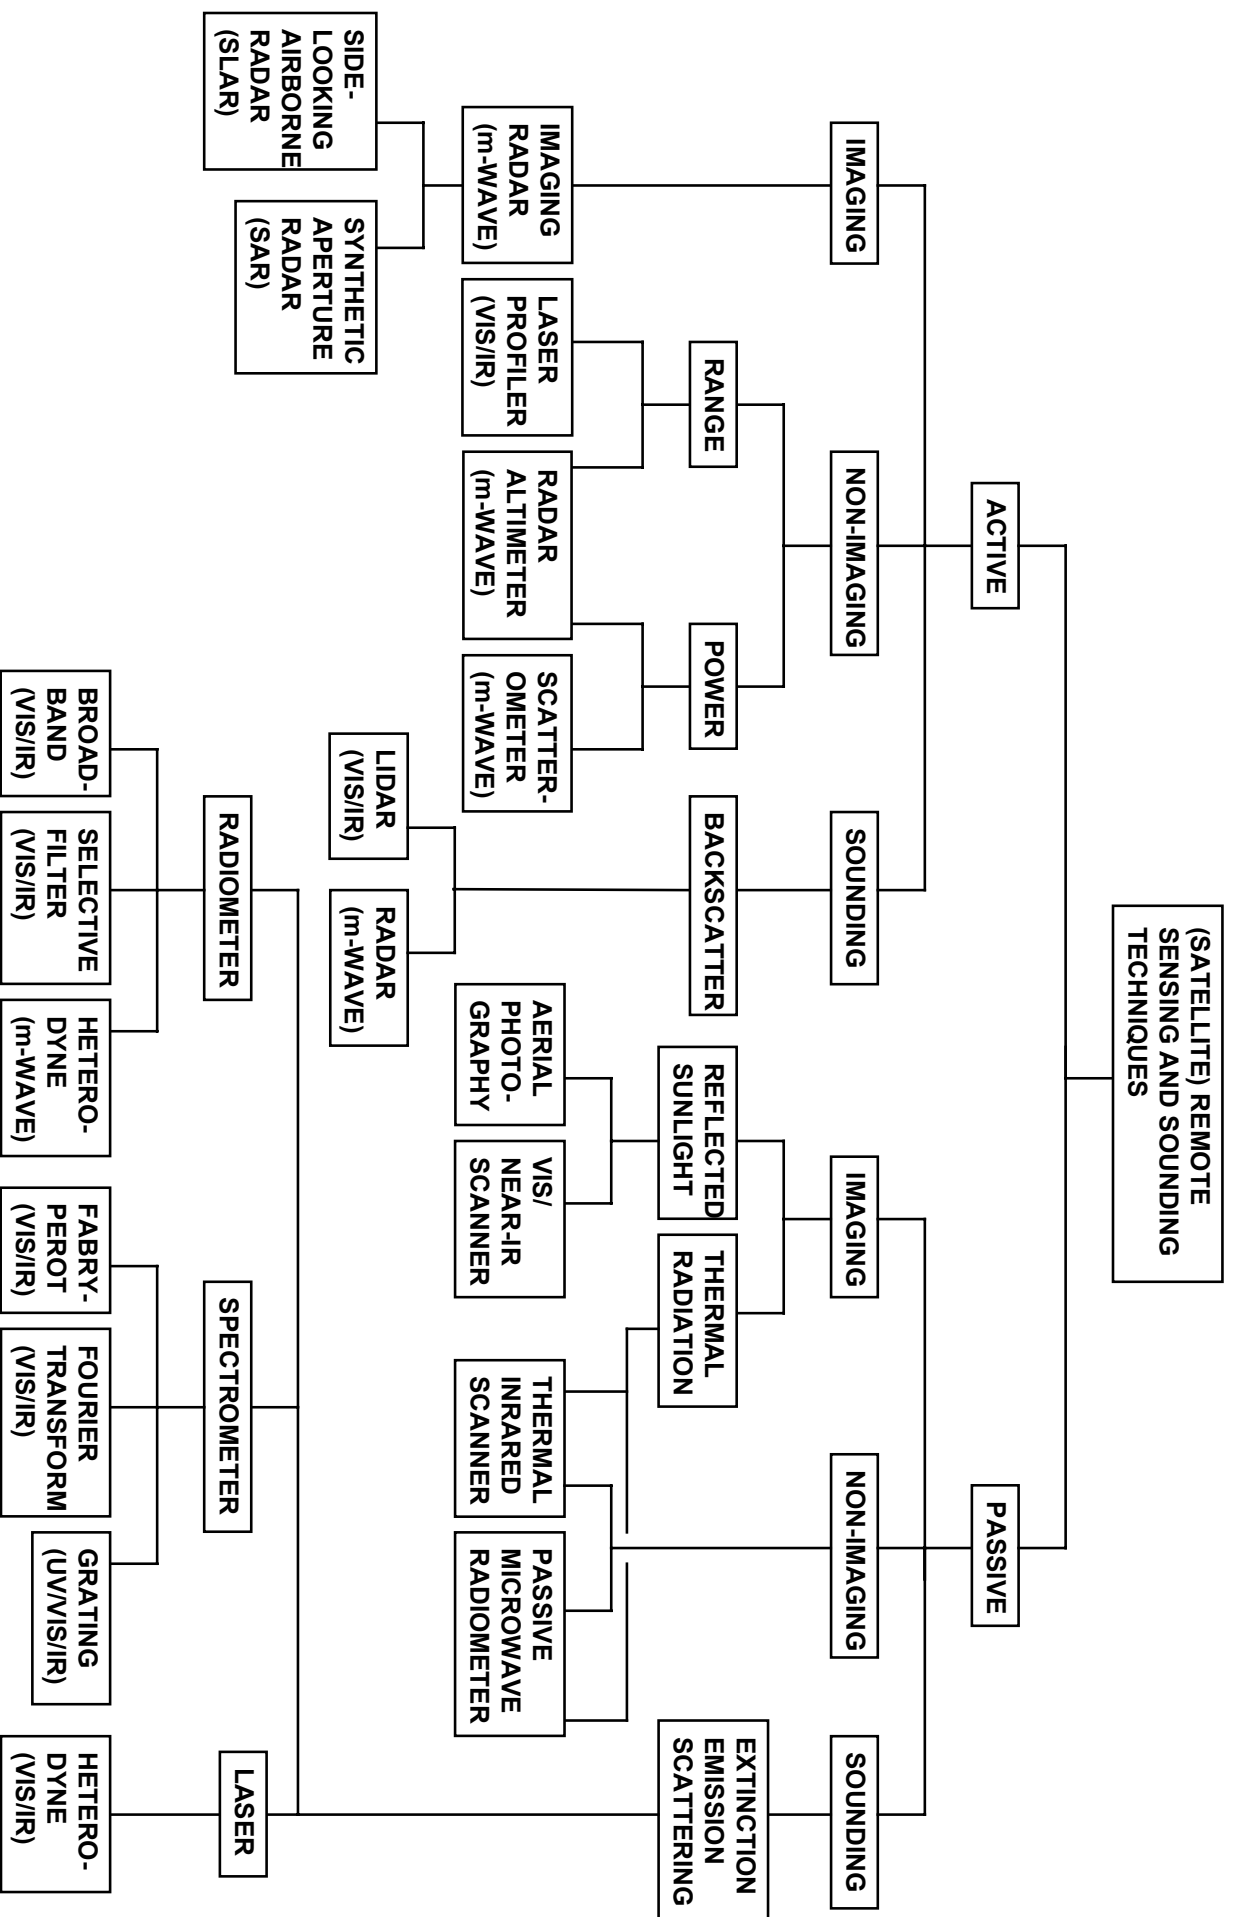 (SATELLITE) REMOTE
SENSING AND SOUNDING
TECHNIQUES
ACTIVE
PASSIVE
IMAGING
NON-IMAGING
SOUNDING
IMAGING
NON-IMAGING
SOUNDING
RANGE
POWER
BACKSCATTER
REFLECTED
SUNLIGHT
THERMAL
RADIATION
EXTINCTION
EMISSION
SCATTERING
IMAGING
RADAR
(m-WAVE)
LASER
PROFILER
(VIS/IR)
RADAR
ALTIMETER
(m-WAVE)
SCATTER-
OMETER
(m-WAVE)
AERIAL
PHOTO-
GRAPHY
VIS/
NEAR-IR
SCANNER
THERMAL
INRARED
SCANNER
PASSIVE
MICROWAVE
RADIOMETER
SIDE-
LOOKING
AIRBORNE
RADAR
(SLAR)
SYNTHETIC
APERTURE
RADAR
(SAR)
LIDAR
(VIS/IR)
RADAR
(m-WAVE)
RADIOMETER
SPECTROMETER
LASER
BROAD-
BAND
(VIS/IR)
SELECTIVE
FILTER
(VIS/IR)
HETERO-
DYNE
(m-WAVE)
FABRY-
PEROT
(VIS/IR)
FOURIER
TRANSFORM
(VIS/IR)
GRATING
(UV/VIS/IR)
HETERO-
DYNE
(VIS/IR)